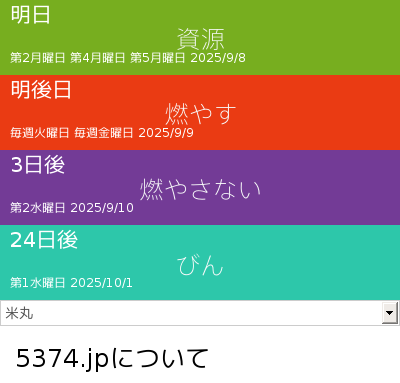 明日
資源
第2月曜日 第4月曜日 第5月曜日 2025/9/8
明後日
燃やす
毎週火曜日 毎週金曜日 2025/9/9
3日後
燃やさない
第2水曜日 2025/9/10
24日後
びん
第1水曜日 2025/10/1
米丸
5374.jpについて